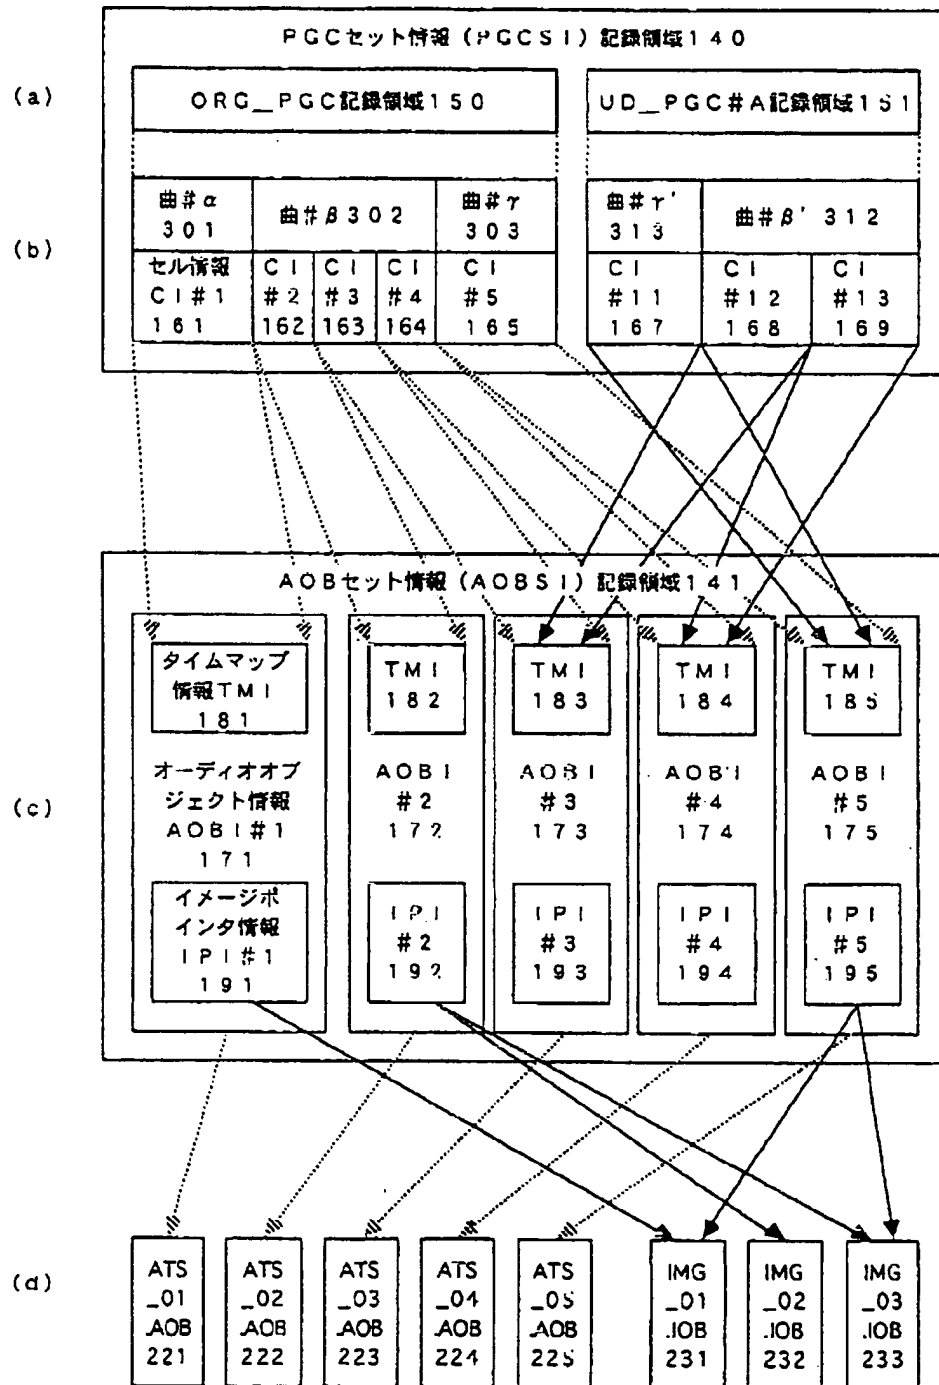 PGCセット情報（PGCSI）記録領域140
(a)
ORG_PGC記録領域150
UD_PGC#A記録領域151
(b)
曲#α
301
曲#β302
曲#γ
303
曲#γ'
313
曲#β' 312
セル情報
CI#1
161
CI
#2
162
CI
#3
163
CI
#4
164
CI
#5
165
CI
#11
167
CI
#12
168
CI
#13
169
AOBセット情報（AOBSI）記録領域141
(c)
タイムマップ
情報TMI
181
TMI
182
TMI
183
TMI
184
TMI
185
オーディオオブ
ジェクト情報
AOBI#1
171
AOBI
#2
172
AOBI
#3
173
AOBI
#4
174
AOBI
#5
175
イメージポ
インタ情報
IPI#1
191
IPI
#2
192
IPI
#3
193
IPI
#4
194
IPI
#5
195
(d)
ATS
_01
.AOB
221
ATS
_02
.AOB
222
ATS
_03
.AOB
223
ATS
_04
.AOB
224
ATS
_05
.AOB
225
IMG
_01
.IOB
231
IMG
_02
.IOB
232
IMG
_03
.IOB
233